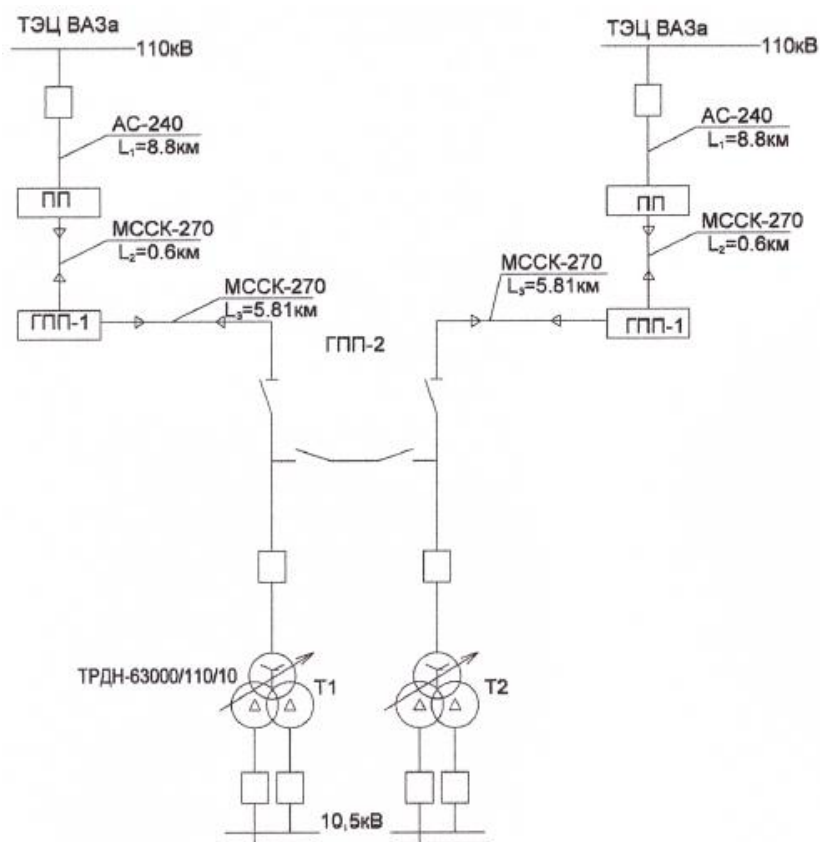 ТЭЦ ВАЗа
110кВ
АС-240
L₁=8.8км
ПП
МССК-270
L₂=0.6км
ГПП-1
МССК-270
L₃=5.81км
ТЭЦ ВАЗа
110кВ
АС-240
L₁=8.8км
ПП
МССК-270
L₂=0.6км
МССК-270
L₃=5.81км
ГПП-1
ГПП-2
ТРДН-63000/110/10
Т1
Т2
10,5кВ